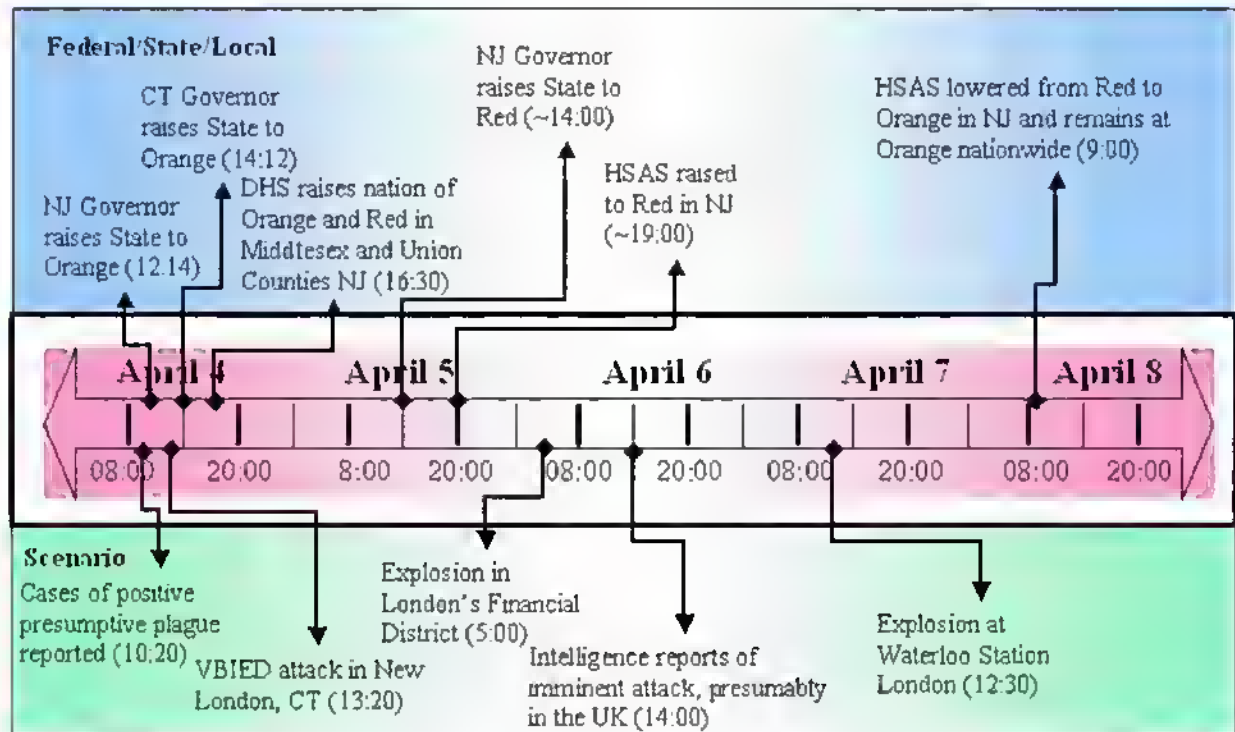 Federal/State/Local
CT Governor
raises State to
Orange (14:12)
NJ Governor
raises State to
Orange (12.14)
DHS raises nation of
Orange and Red in
Middtesex and Union
Counties NJ (16:30)
NJ Governor
raises State to
Red (~14:00)
HSAS raised
to Red in NJ
(~19:00)
HSAS lowered from Red to
Orange in NJ and remains at
Orange nationwide (9:00)
April 4 April 5 April 6 April 7 April 8
08:00 20:00 8:00 20:00 08:00 20:00 08:00 20:00 08:00 20:00
Scenario
Cases of positive
presumptive plague
reported (10:20)
VBIED attack in New
London, CT (13:20)
Explosion in
London's Financial
District (5:00)
Intelligence reports of
imminent attack, presumabty
in the UK (14:00)
Explosion at
Waterloo Station
London (12:30)